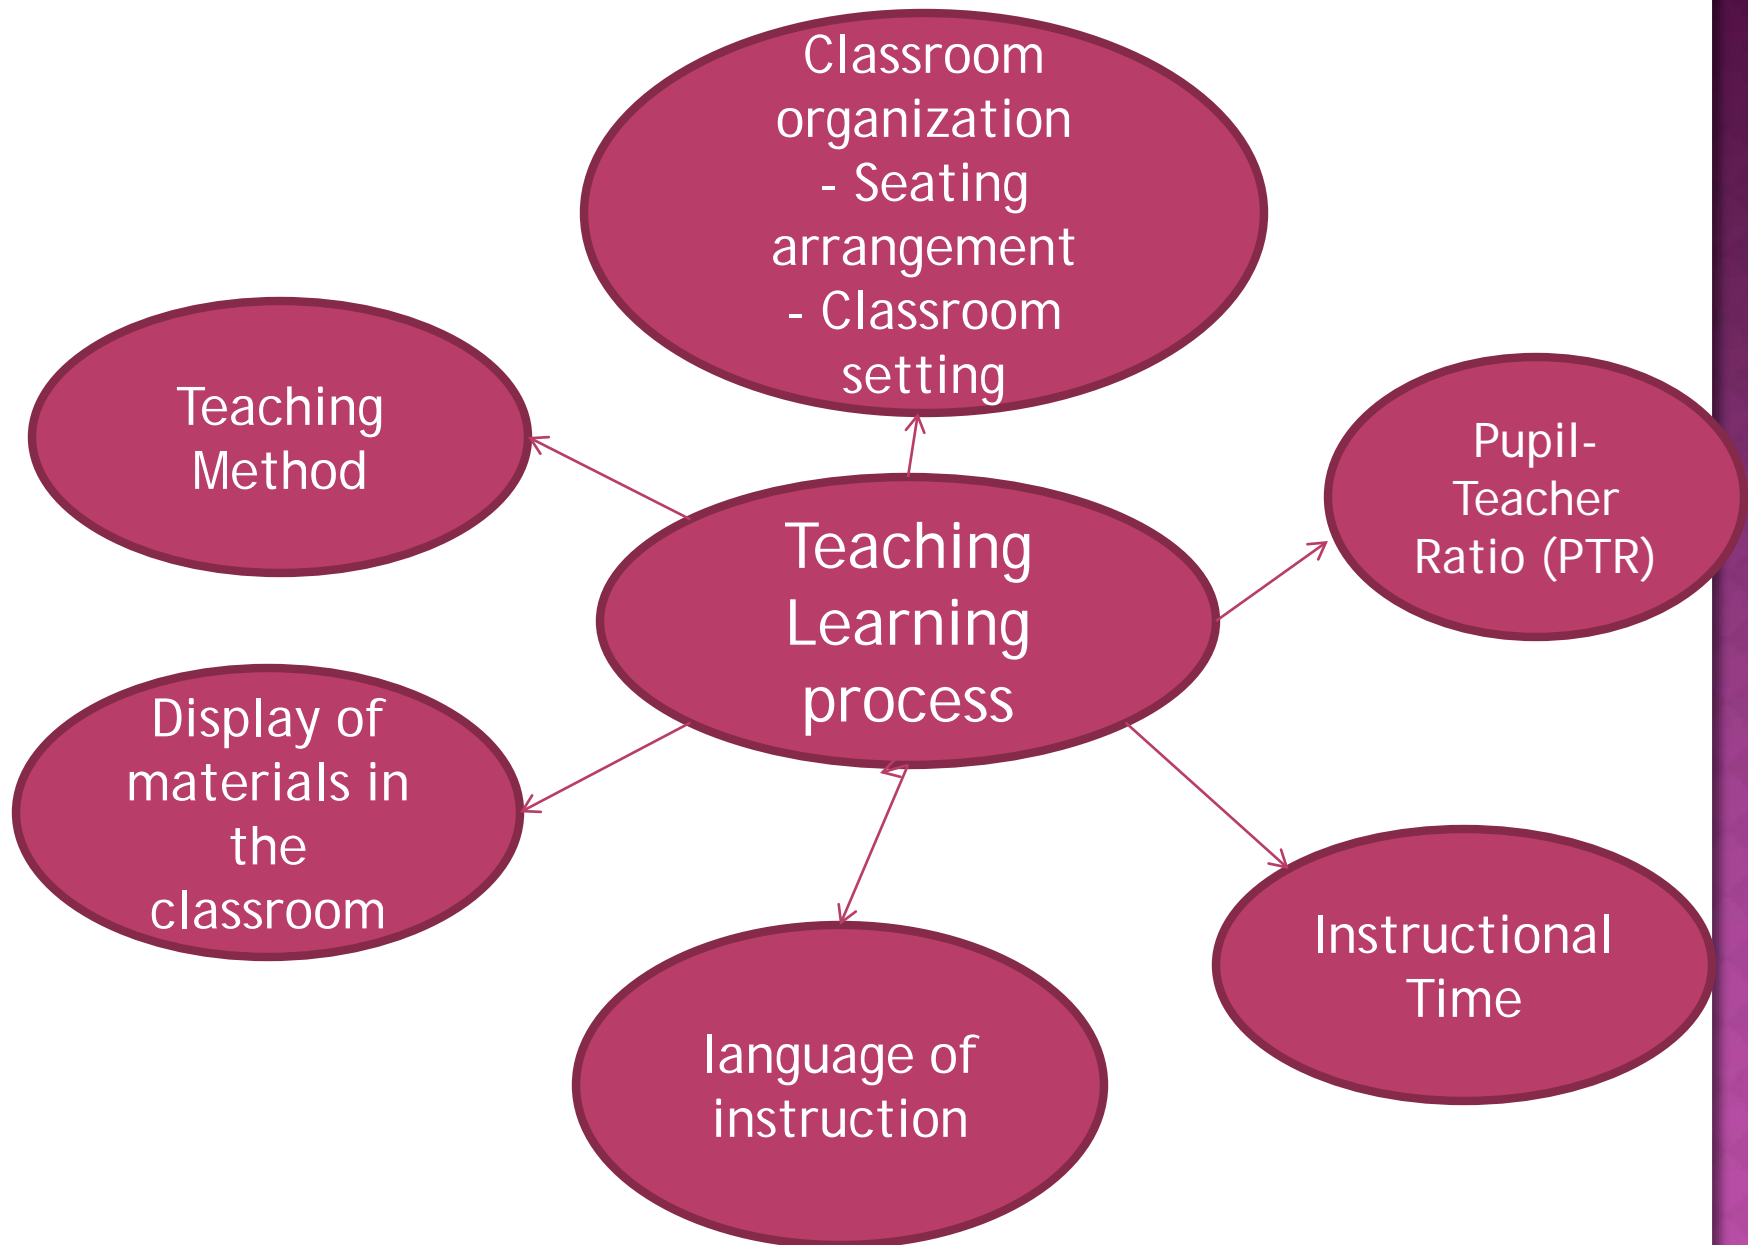 Classroom
organization
- Seating
arrangement
- Classroom
setting
Teaching
Method
Pupil-
Teacher
Ratio (PTR)
Teaching
Learning
process
Display of
materials in
the
classroom
Instructional
Time
language of
instruction